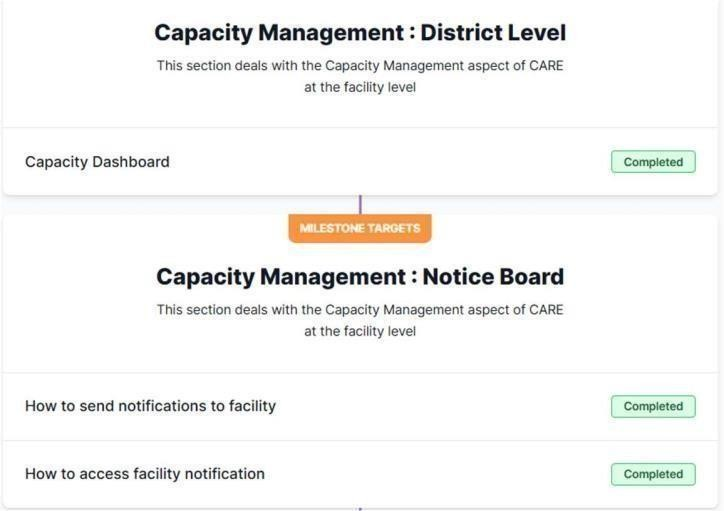 Capacity Management : District Level
This section deals with the Capacity Management aspect of CARE
at the facility level
Capacity Dashboard
Completed
MILESTONE TARGETS
Capacity Management : Notice Board
This section deals with the Capacity Management aspect of CARE
at the facility level
How to send notifications to facility
Completed
How to access facility notification
Completed